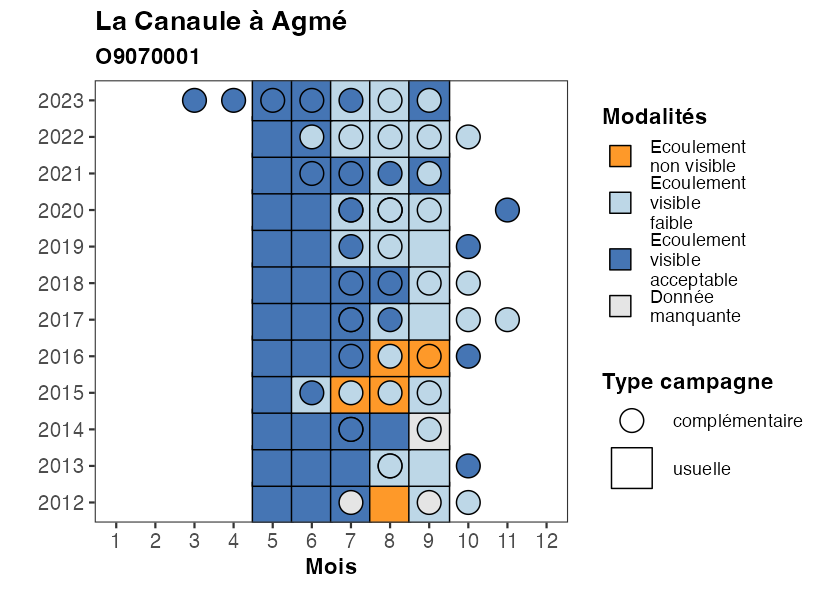 La Canaule à Agmé
O9070001
2023
2022
2021
2020
2019
2018
2017
2016
2015
2014
2013
2012
1 2 3 4 5 6 7 8 9 10 11 12
Mois
Modalités
Ecoulement
non visible
Ecoulement
visible
faible
Ecoulement
visible
acceptable
Donnée
manquante
Type campagne
complémentaire
usuelle